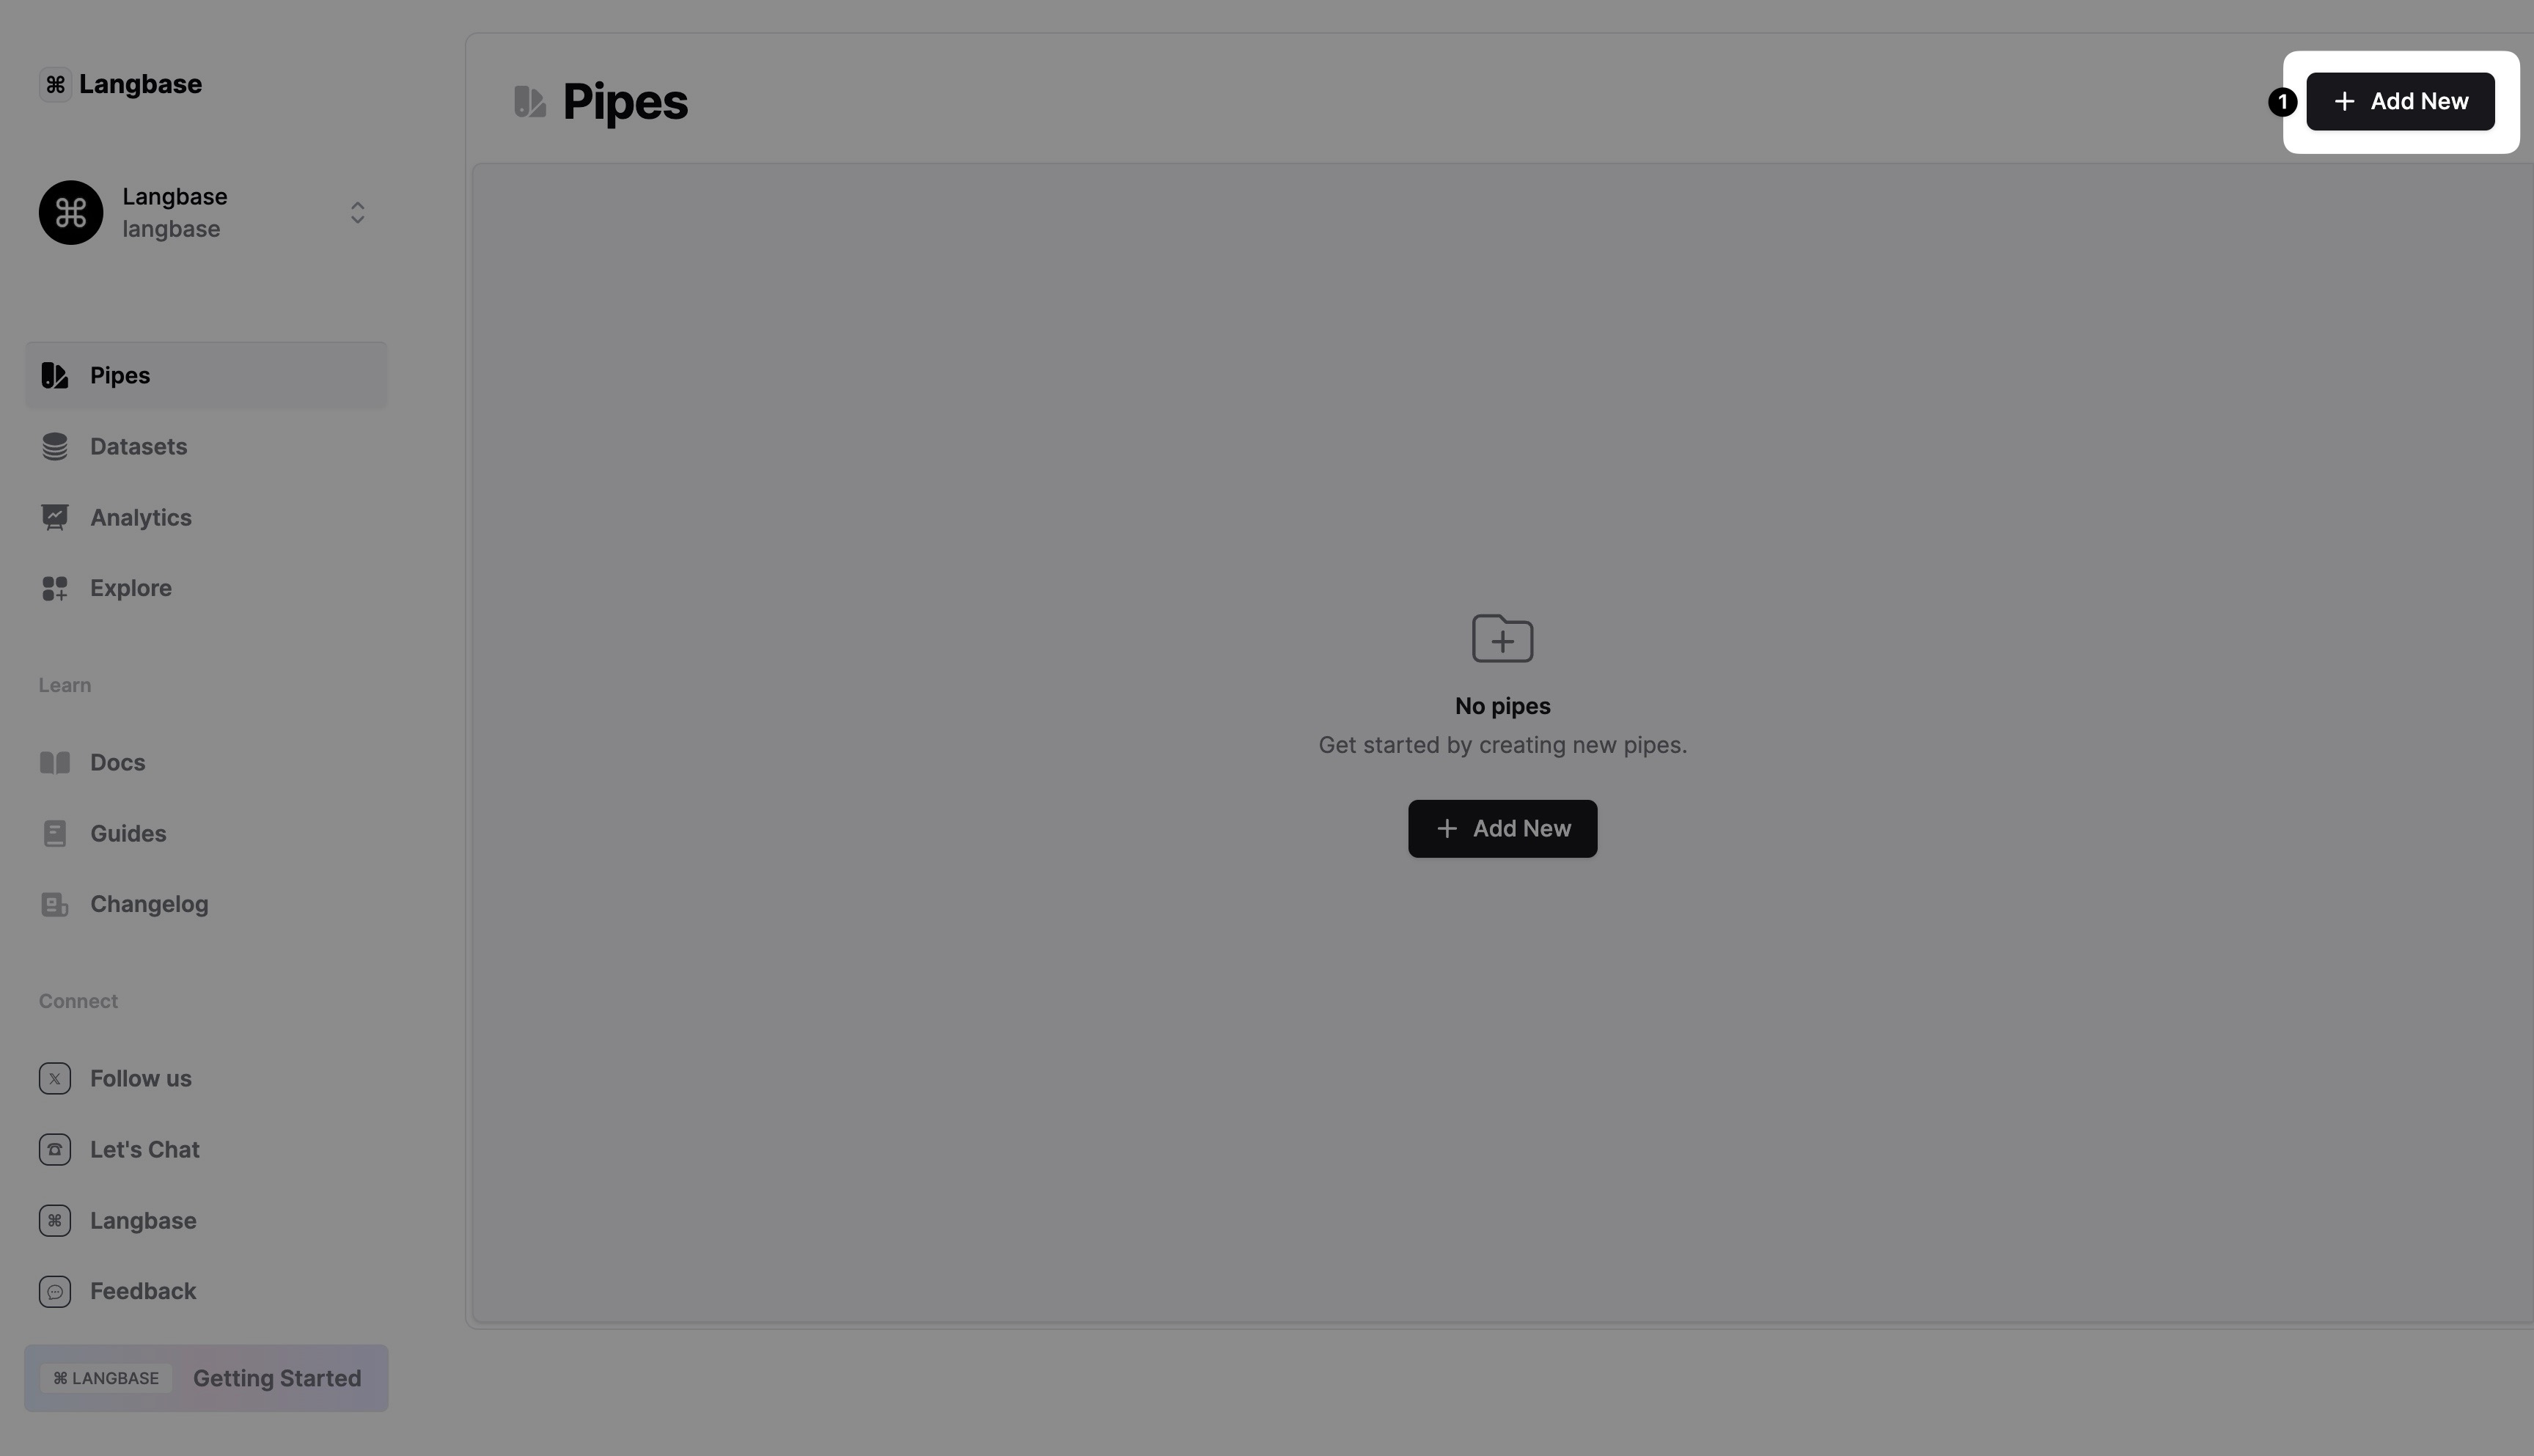 ⌘ Langbase
Langbase
langbase
Pipes
Datasets
Analytics
Explore
Learn
Docs
Guides
Changelog
Connect
Follow us
Let's Chat
Langbase
Feedback
⌘ LANGBASE Getting Started
Pipes
1 + Add New
No pipes
Get started by creating new pipes.
+ Add New